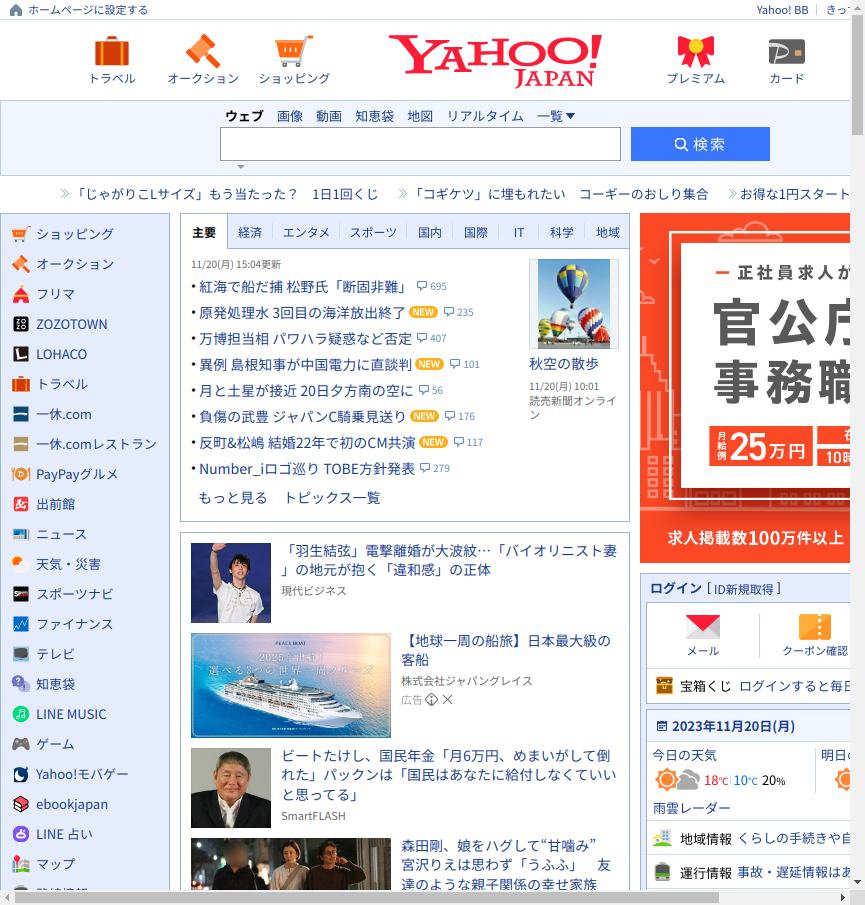 ホームページに設定する
Yahoo! BB
トラベル
オークション
ショッピング
YAHOO!
JAPAN
プレミアム
カード
ウェブ 画像 動画 知恵袋 地図 リアルタイム 一覧
検索
「じゃがりこLサイズ」もう当たった？ 1日1回くじ
「コギケツ」に埋もれたい コーギーのおしり集合
お得な1円スタート
ショッピング
オークション
フリマ
ZOZOTOWN
LOHACO
トラベル
一休.com
一休.comレストラン
PayPayグルメ
出前館
ニュース
天気・災害
スポーツナビ
ファイナンス
テレビ
知恵袋
LINE MUSIC
ゲーム
Yahoo!モバゲー
ebookjapan
LINE 占い
マップ
主要 経済 エンタメ スポーツ 国内 国際 IT 科学 地域
11/20(月) 15:04更新
紅海で船だ捕 松野氏「断固非難」 695
原発処理水 3回目の海洋放出終了 NEW 235
万博担当相 パワハラ疑惑など否定 407
異例 島根知事が中国電力に直談判 NEW 101
月と土星が接近 20日夕方南の空に 56
負傷の武豊 ジャパンC騎乗見送り NEW 176
反町&松嶋 結婚22年で初のCM共演 NEW 117
Number_iロゴ巡り TOBE方針発表 279
もっと見る トピックス一覧
秋空の散歩
11/20(月) 10:01
読売新聞オンライ
ン
「羽生結弦」電撃離婚が大波紋…「バイオリニスト妻
」の地元が抱く「違和感」の正体
現代ビジネス
PEACE BOAT
2025年出航！
選べる3つの世界一周クルーズ
【地球一周の船旅】日本最大級の
客船
株式会社ジャパングレイス
広告
ビートたけし、国民年金「月6万円、めまいがして倒
れた」パックンは「国民はあなたに給付しなくていい
と思ってる」
SmartFLASH
森田剛、娘をハグして“甘噛み”
宮沢りえは思わず「うふふ」 友
達のような親子関係の幸せ家族
正社員求人が
官公庁
事務職
月給例 25万円
10時
求人掲載数100万件以上
ログイン [ ID新規取得 ]
メール
クーポン確認
宝箱くじ ログインすると毎日
2023年11月20日(月)
今日の天気
明日の
18℃ 10℃ 20%
雨雲レーダー
地域情報 くらしの手続きや自
運行情報 事故・遅延情報はあ